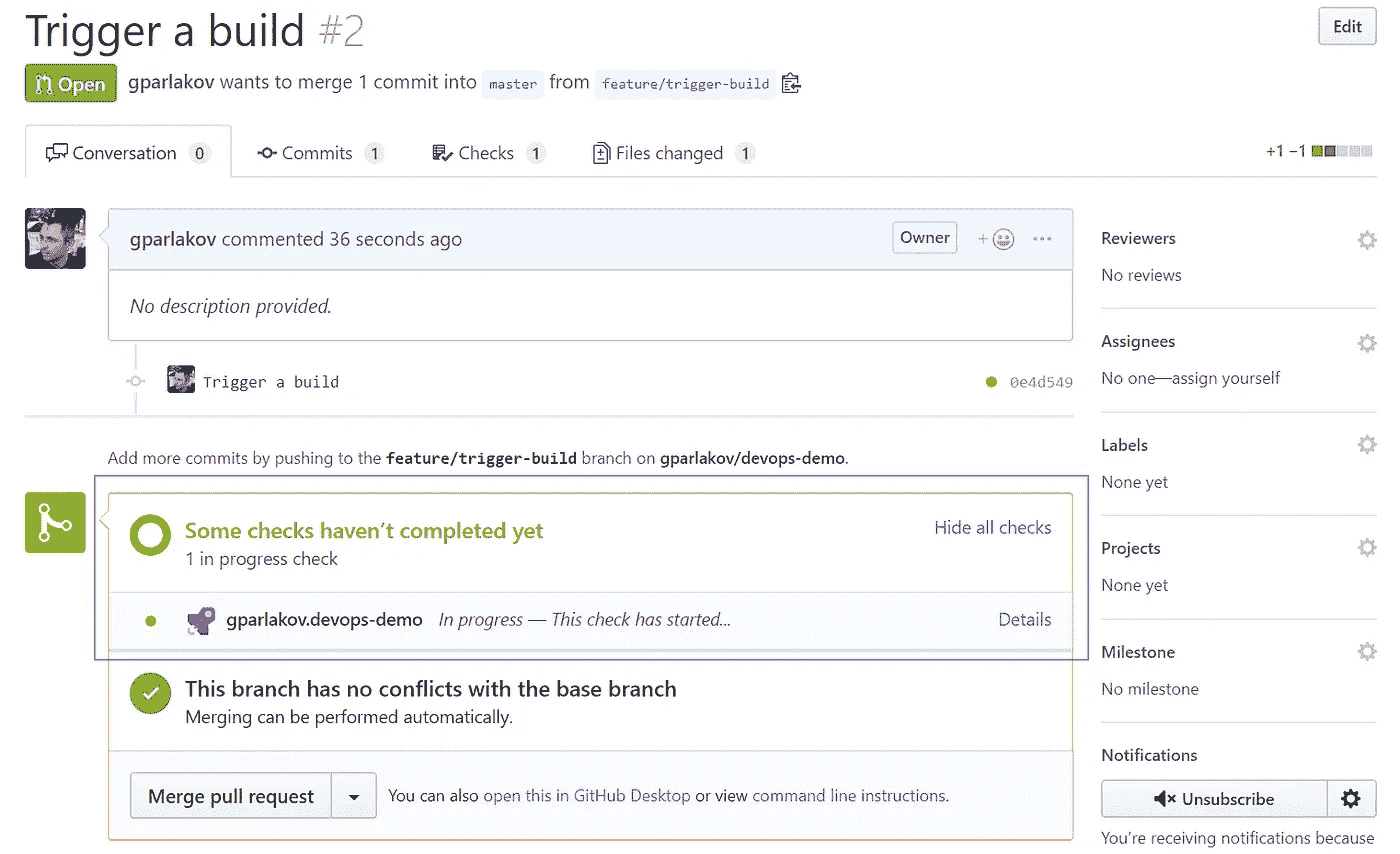 Trigger a build #2
Edit
Open gparlakov wants to merge 1 commit into master from feature/trigger-build
Conversation 0 Commits 1 Checks 1 Files changed 1
+1 −1
gparlakov commented 36 seconds ago
Owner
No description provided.
Trigger a build
0e4d549
Add more commits by pushing to the feature/trigger-build branch on gparlakov/devops-demo.
Some checks haven’t completed yet
Hide all checks
1 in progress check
gparlakov.devops-demo In progress — This check has started...
Details
This branch has no conflicts with the base branch
Merging can be performed automatically.
Merge pull request
You can also open this in GitHub Desktop or view command line instructions.
Reviewers
No reviews
Assignees
No one—assign yourself
Labels
None yet
Projects
None yet
Milestone
No milestone
Notifications
Unsubscribe
You’re receiving notifications because